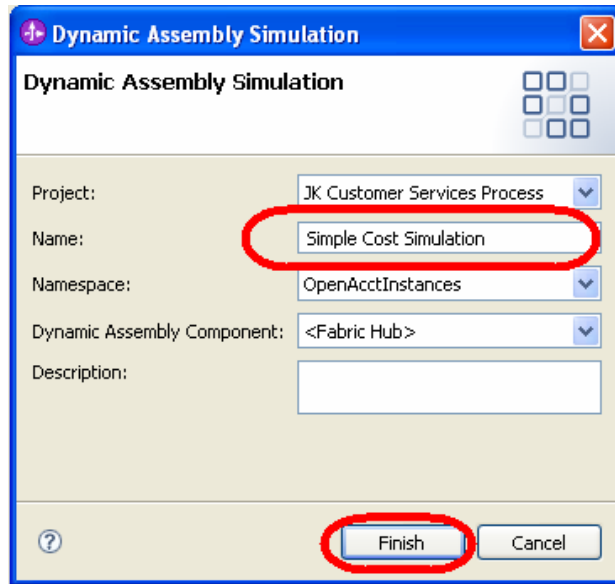 Dynamic Assembly Simulation
Dynamic Assembly Simulation
Project: JK Customer Services Process
Name: Simple Cost Simulation
Namespace: OpenAcctInstances
Dynamic Assembly Component: <Fabric Hub>
Description:
? Finish Cancel